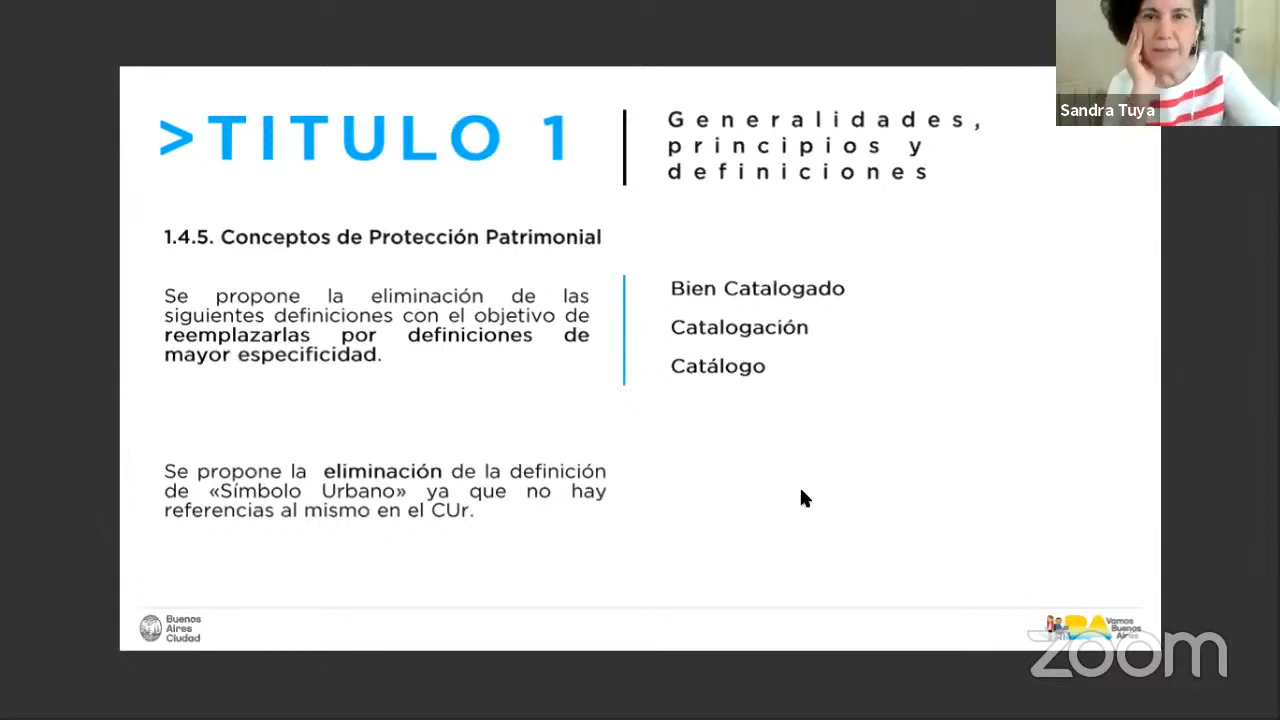 Sandra Tuya
>TITULO 1
Generalidades,
principios y
definiciones
1.4.5. Conceptos de Protección Patrimonial
Se propone la eliminación de las
siguientes definiciones con el objetivo de
reemplazarlas por definiciones de
mayor especificidad.
Bien Catalogado
Catalogación
Catálogo
Se propone la eliminación de la definición
de «Símbolo Urbano» ya que no hay
referencias al mismo en el CUr.
Buenos
Aires
Ciudad
BA
Vamos
Buenos
Aires
zoom